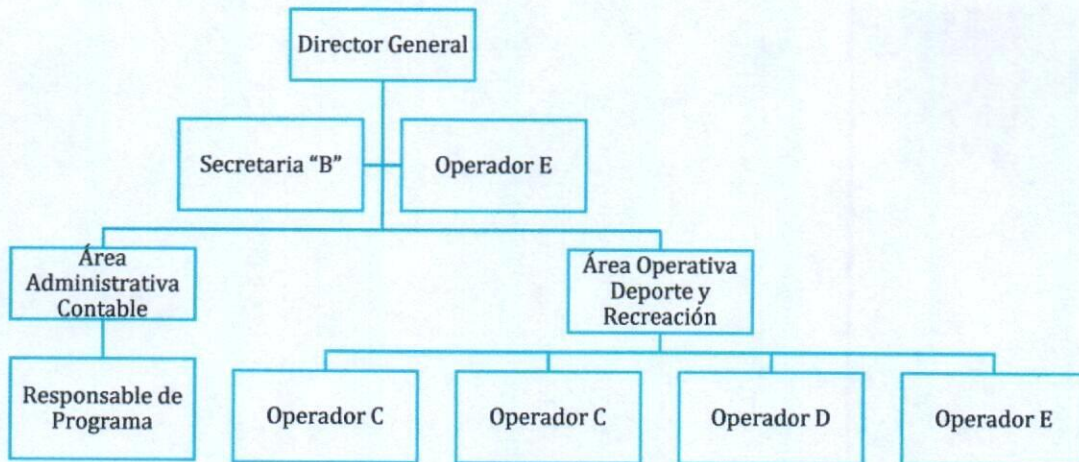 Director General
Secretaria “B”
Operador E
Área
Administrativa
Contable
Área Operativa
Deporte y
Recreación
Responsable de
Programa
Operador C
Operador C
Operador D
Operador E